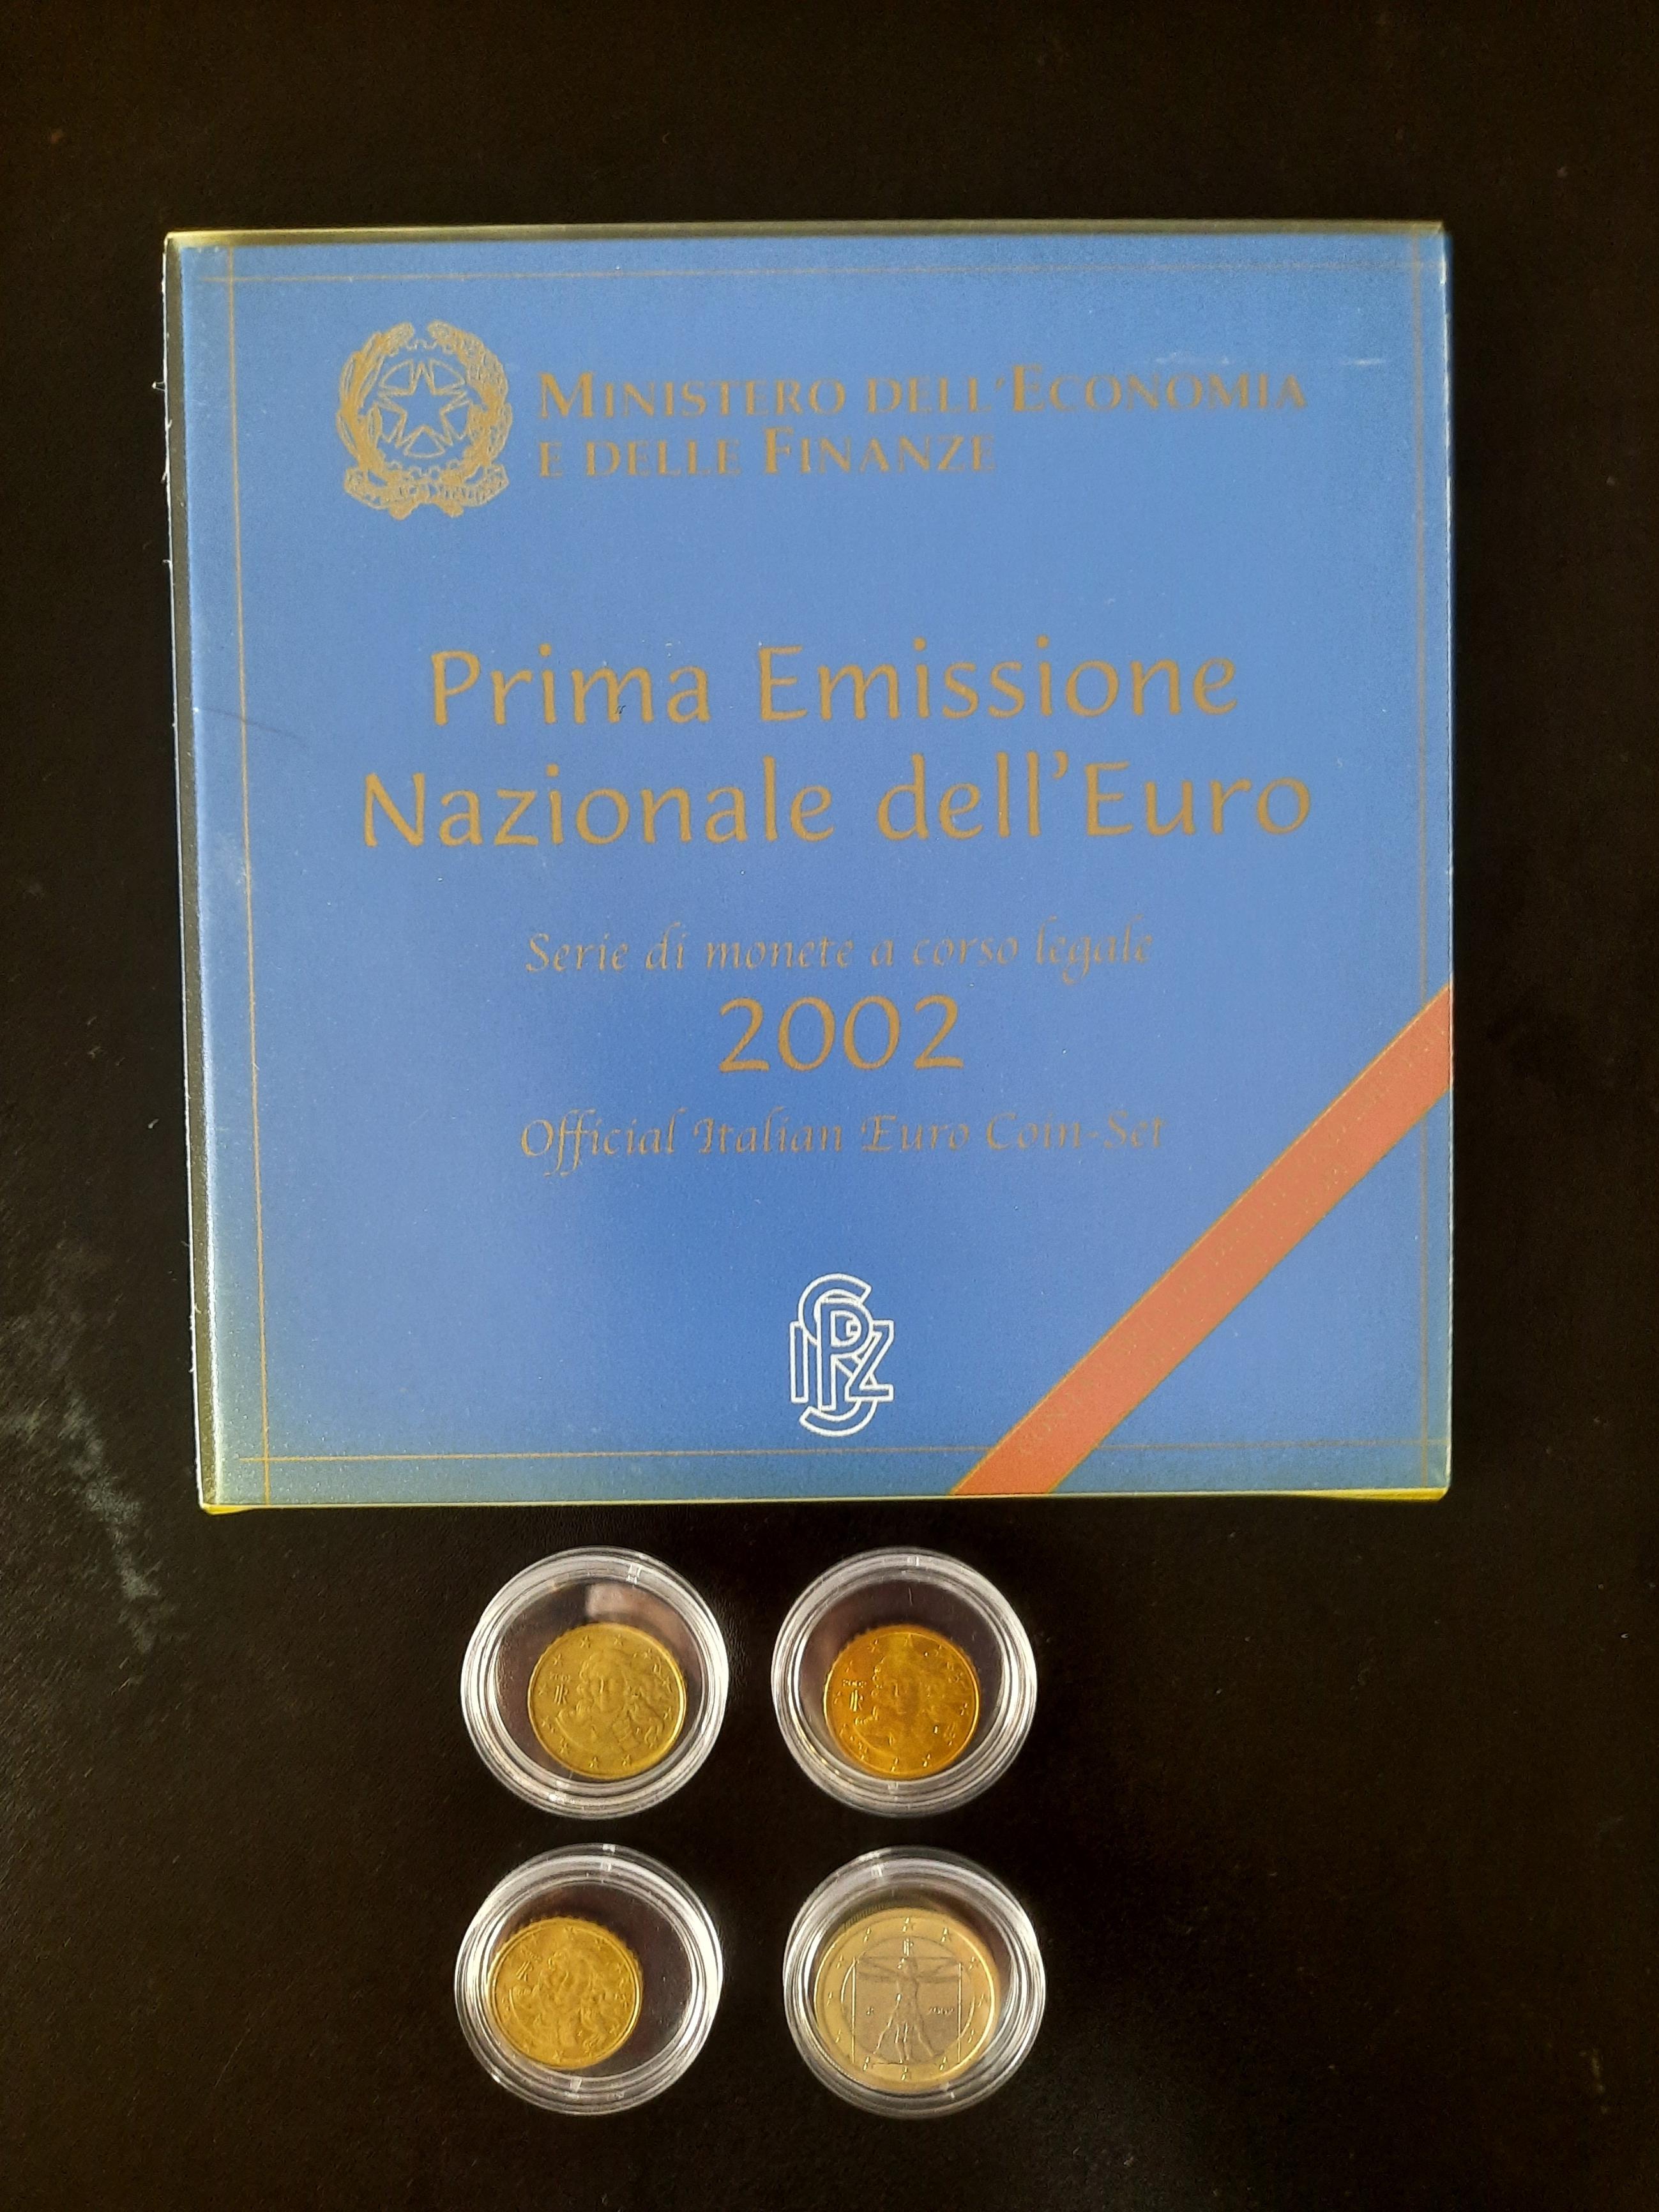 MINISTERO DELL'ECONOMIA
E DELLE FINANZE
Prima Emissione
Nazionale dell'Euro
Serie di monete a corso legale
2002
Official Italian Euro Coin-Set
2002